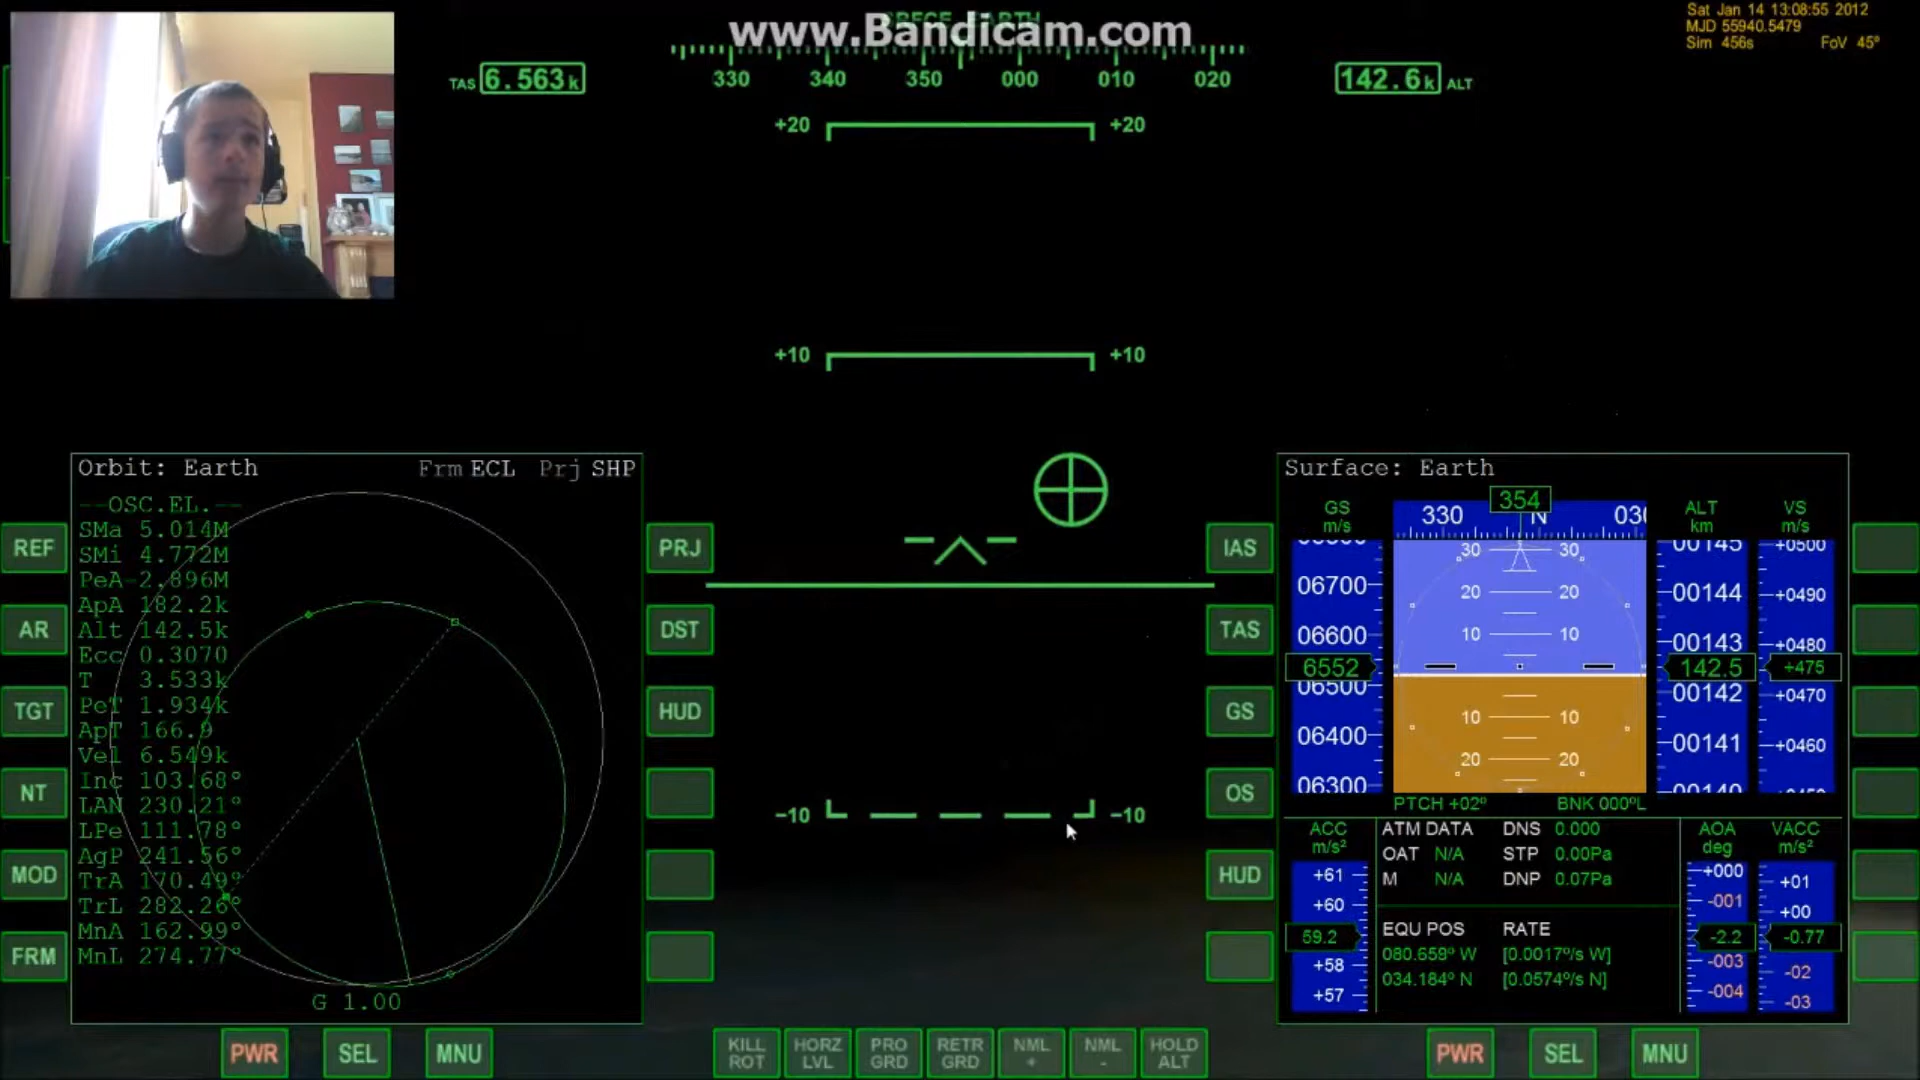 www.Bandicam.com
Sat Jan 14 13:08:55 2012
MJD 55940.5479
Sim 456s FoV 45°
TAS 6.563k
330 340 350 000 010 020
142.6k ALT
+20 +20
+10 +10
-10 -10
Orbit: Earth Frm ECL Prj SHP
--OSC.EL.--
SMa 5.014M
SMi 4.772M
PeA-2.896M
ApA 182.2k
Alt 142.5k
Ecc 0.3070
T 3.533k
PeT 1.934k
ApT 166.9
Vel 6.549k
Inc 103.68°
LAN 230.21°
LPe 111.78°
AgP 241.56°
TrA 170.49°
TrL 282.26°
MnA 162.99°
MnL 274.77°
G 1.00
REF
AR
TGT
NT
MOD
FRM
PRJ
DST
HUD
PWR SEL MNU
KILL ROT
HORZ LVL
PRO GRD
RETR GRD
NML +
NML -
HOLD ALT
IAS
TAS
GS
OS
HUD
Surface: Earth
GS m/s
354
330 N
ALT km
VS m/s
06700
06600
6552
06500
06400
06300
30 30
20 20
10 10
10 10
20 20
00145
00144
00143
142.5
00142
00141
+0500
+0490
+0480
+475
+0470
+0460
PTCH +02° BNK 000°L
ACC m/s²
+61
+60
59.2
+58
+57
ATM DATA DNS 0.000
OAT N/A STP 0.00Pa
M N/A DNP 0.07Pa
EQU POS RATE
080.659° W [0.0017°/s W]
034.184° N [0.0574°/s N]
AOA deg
+000
-001
-2.2
-003
-004
VACC m/s²
+01
+00
-0.77
-02
-03
PWR SEL MNU